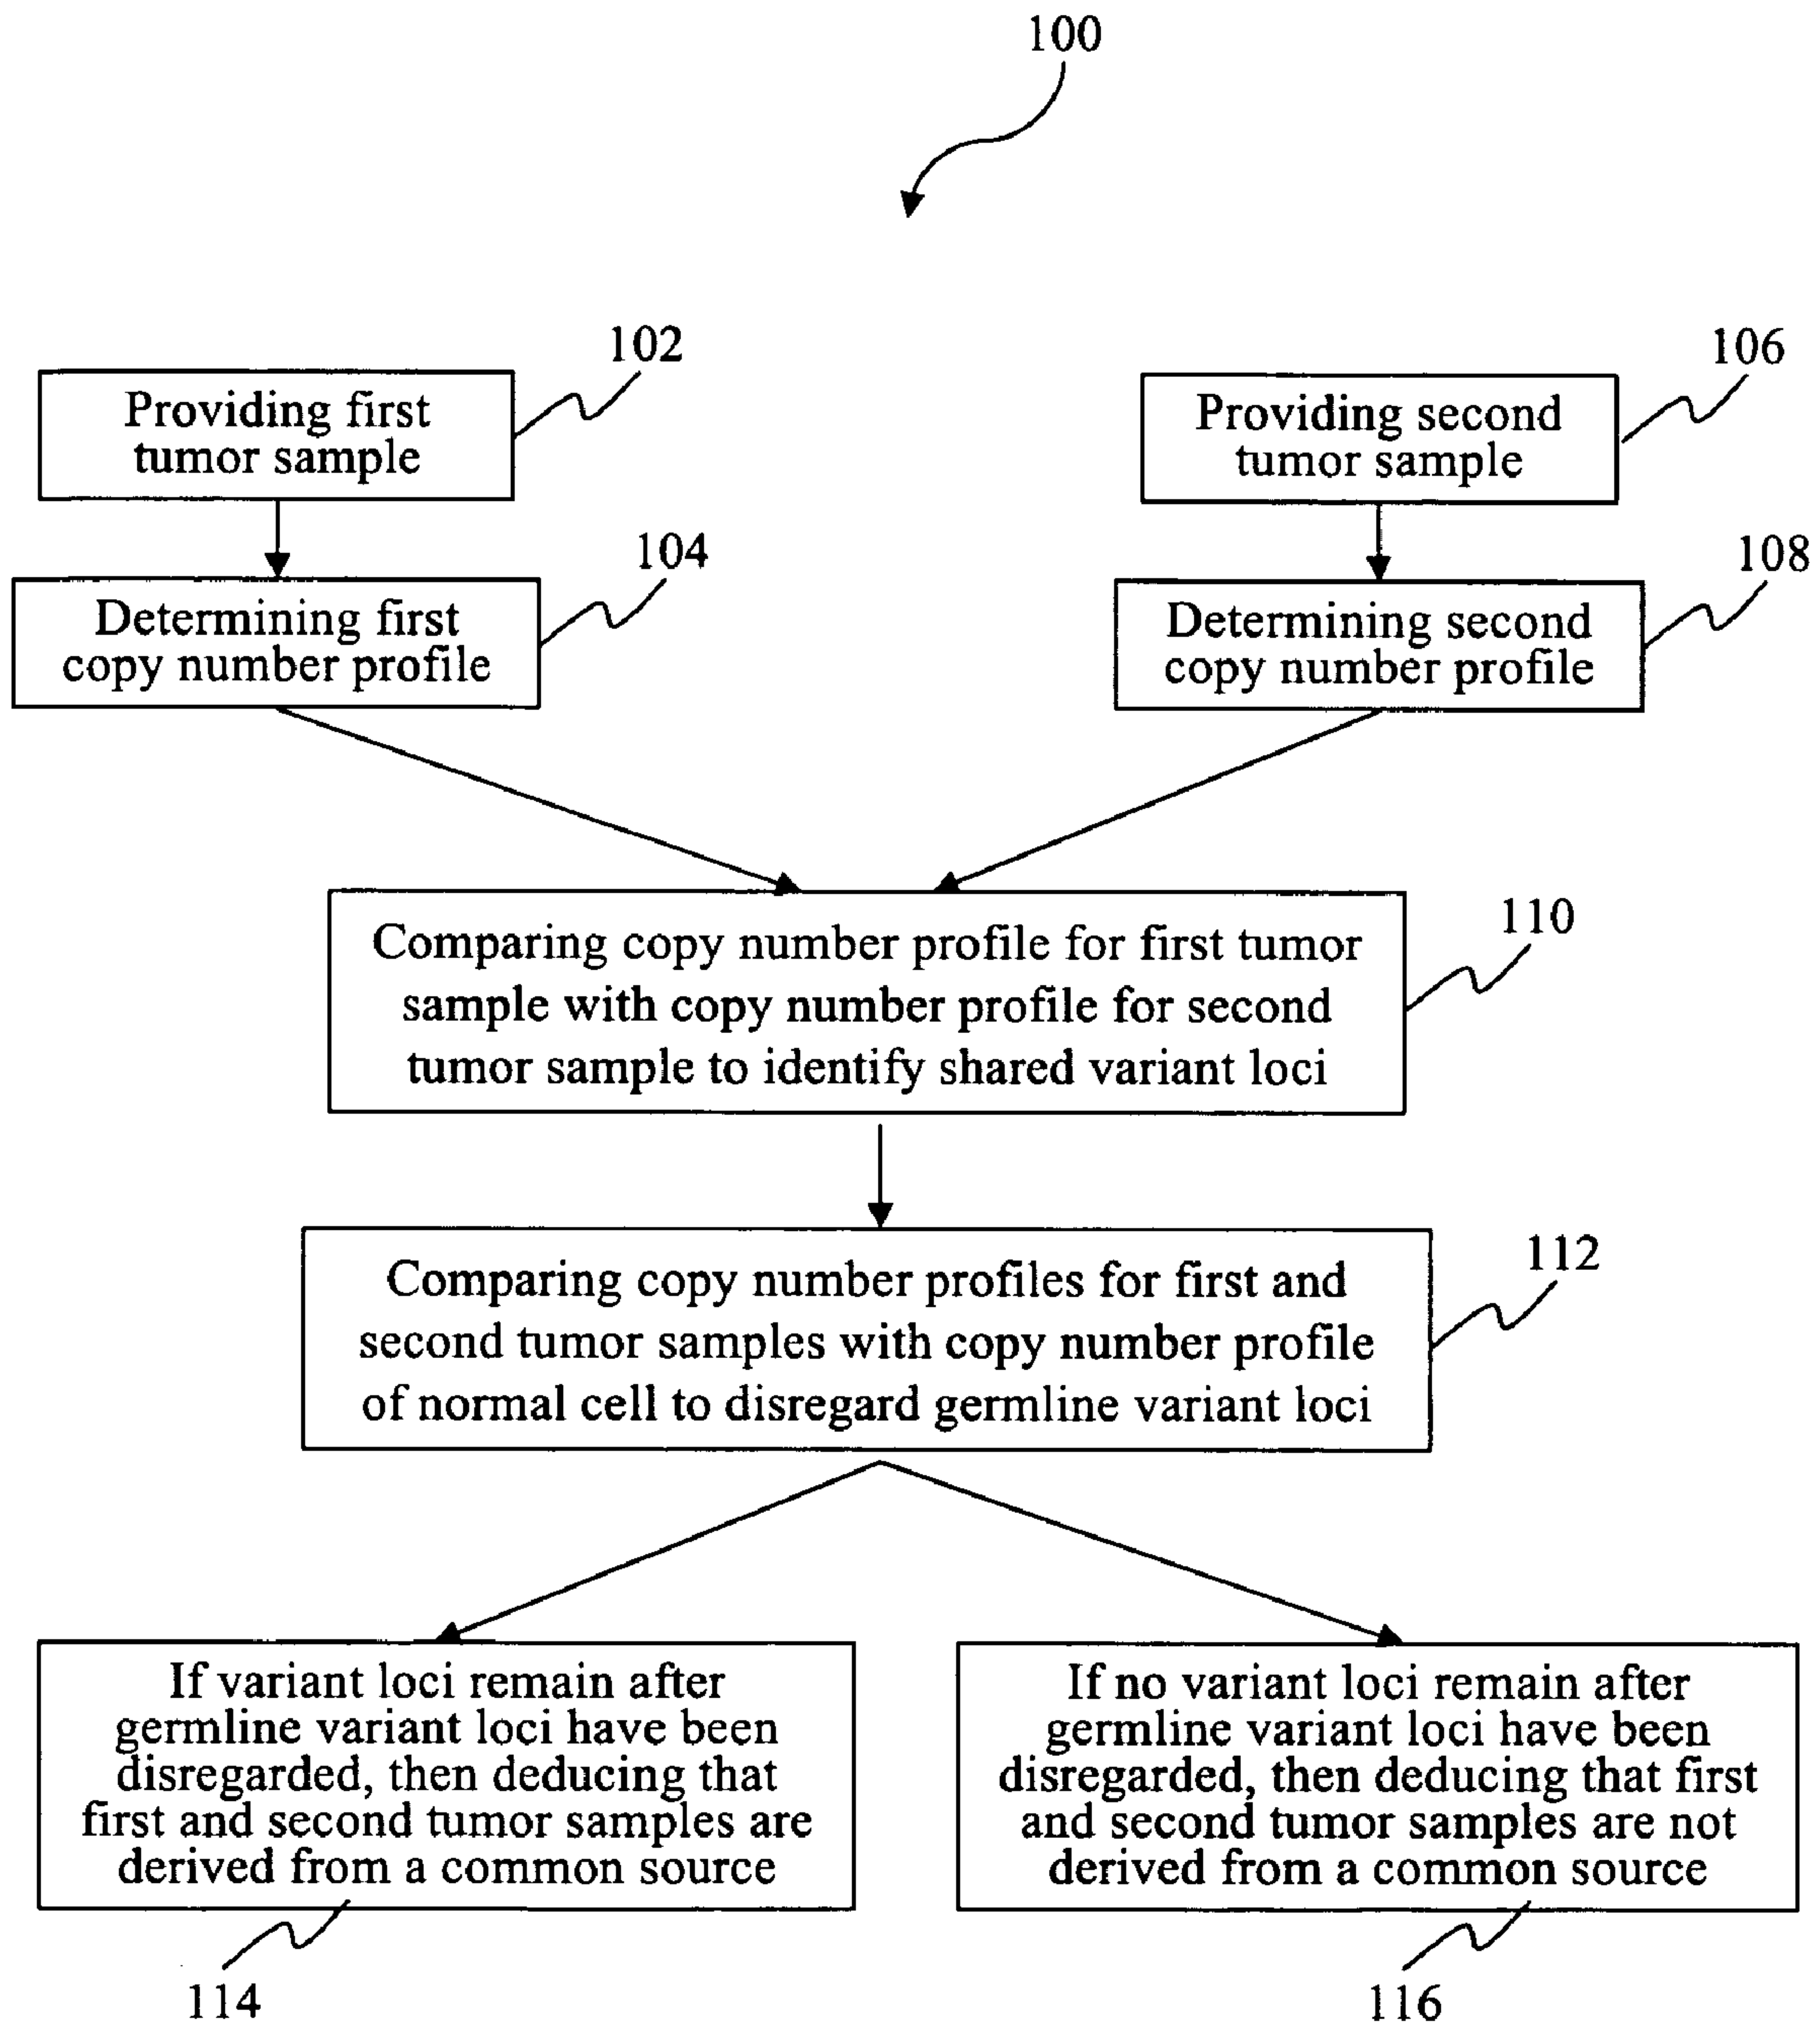 100
102
Providing first
tumor sample
106
Providing second
tumor sample
104
Determining first
copy number profile
108
Determining second
copy number profile
110
Comparing copy number profile for first tumor
sample with copy number profile for second
tumor sample to identify shared variant loci
112
Comparing copy number profiles for first and
second tumor samples with copy number profile
of normal cell to disregard germline variant loci
If variant loci remain after
germline variant loci have been
disregarded, then deducing that
first and second tumor samples are
derived from a common source
114
If no variant loci remain after
germline variant loci have been
disregarded, then deducing that first
and second tumor samples are not
derived from a common source
116